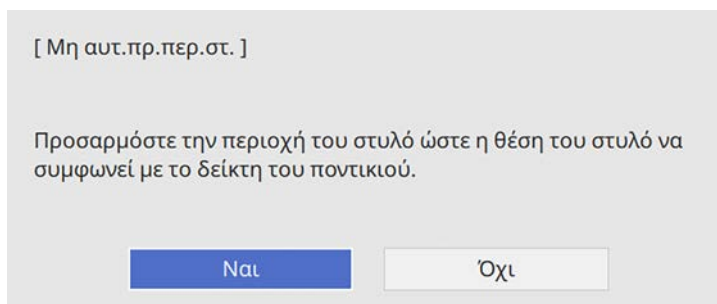 [ Μη αυτ.πρ.περ.στ. ]
Προσαρμόστε την περιοχή του στυλό ώστε η θέση του στυλό να
συμφωνεί με το δείκτη του ποντικιού.
Ναι
Όχι